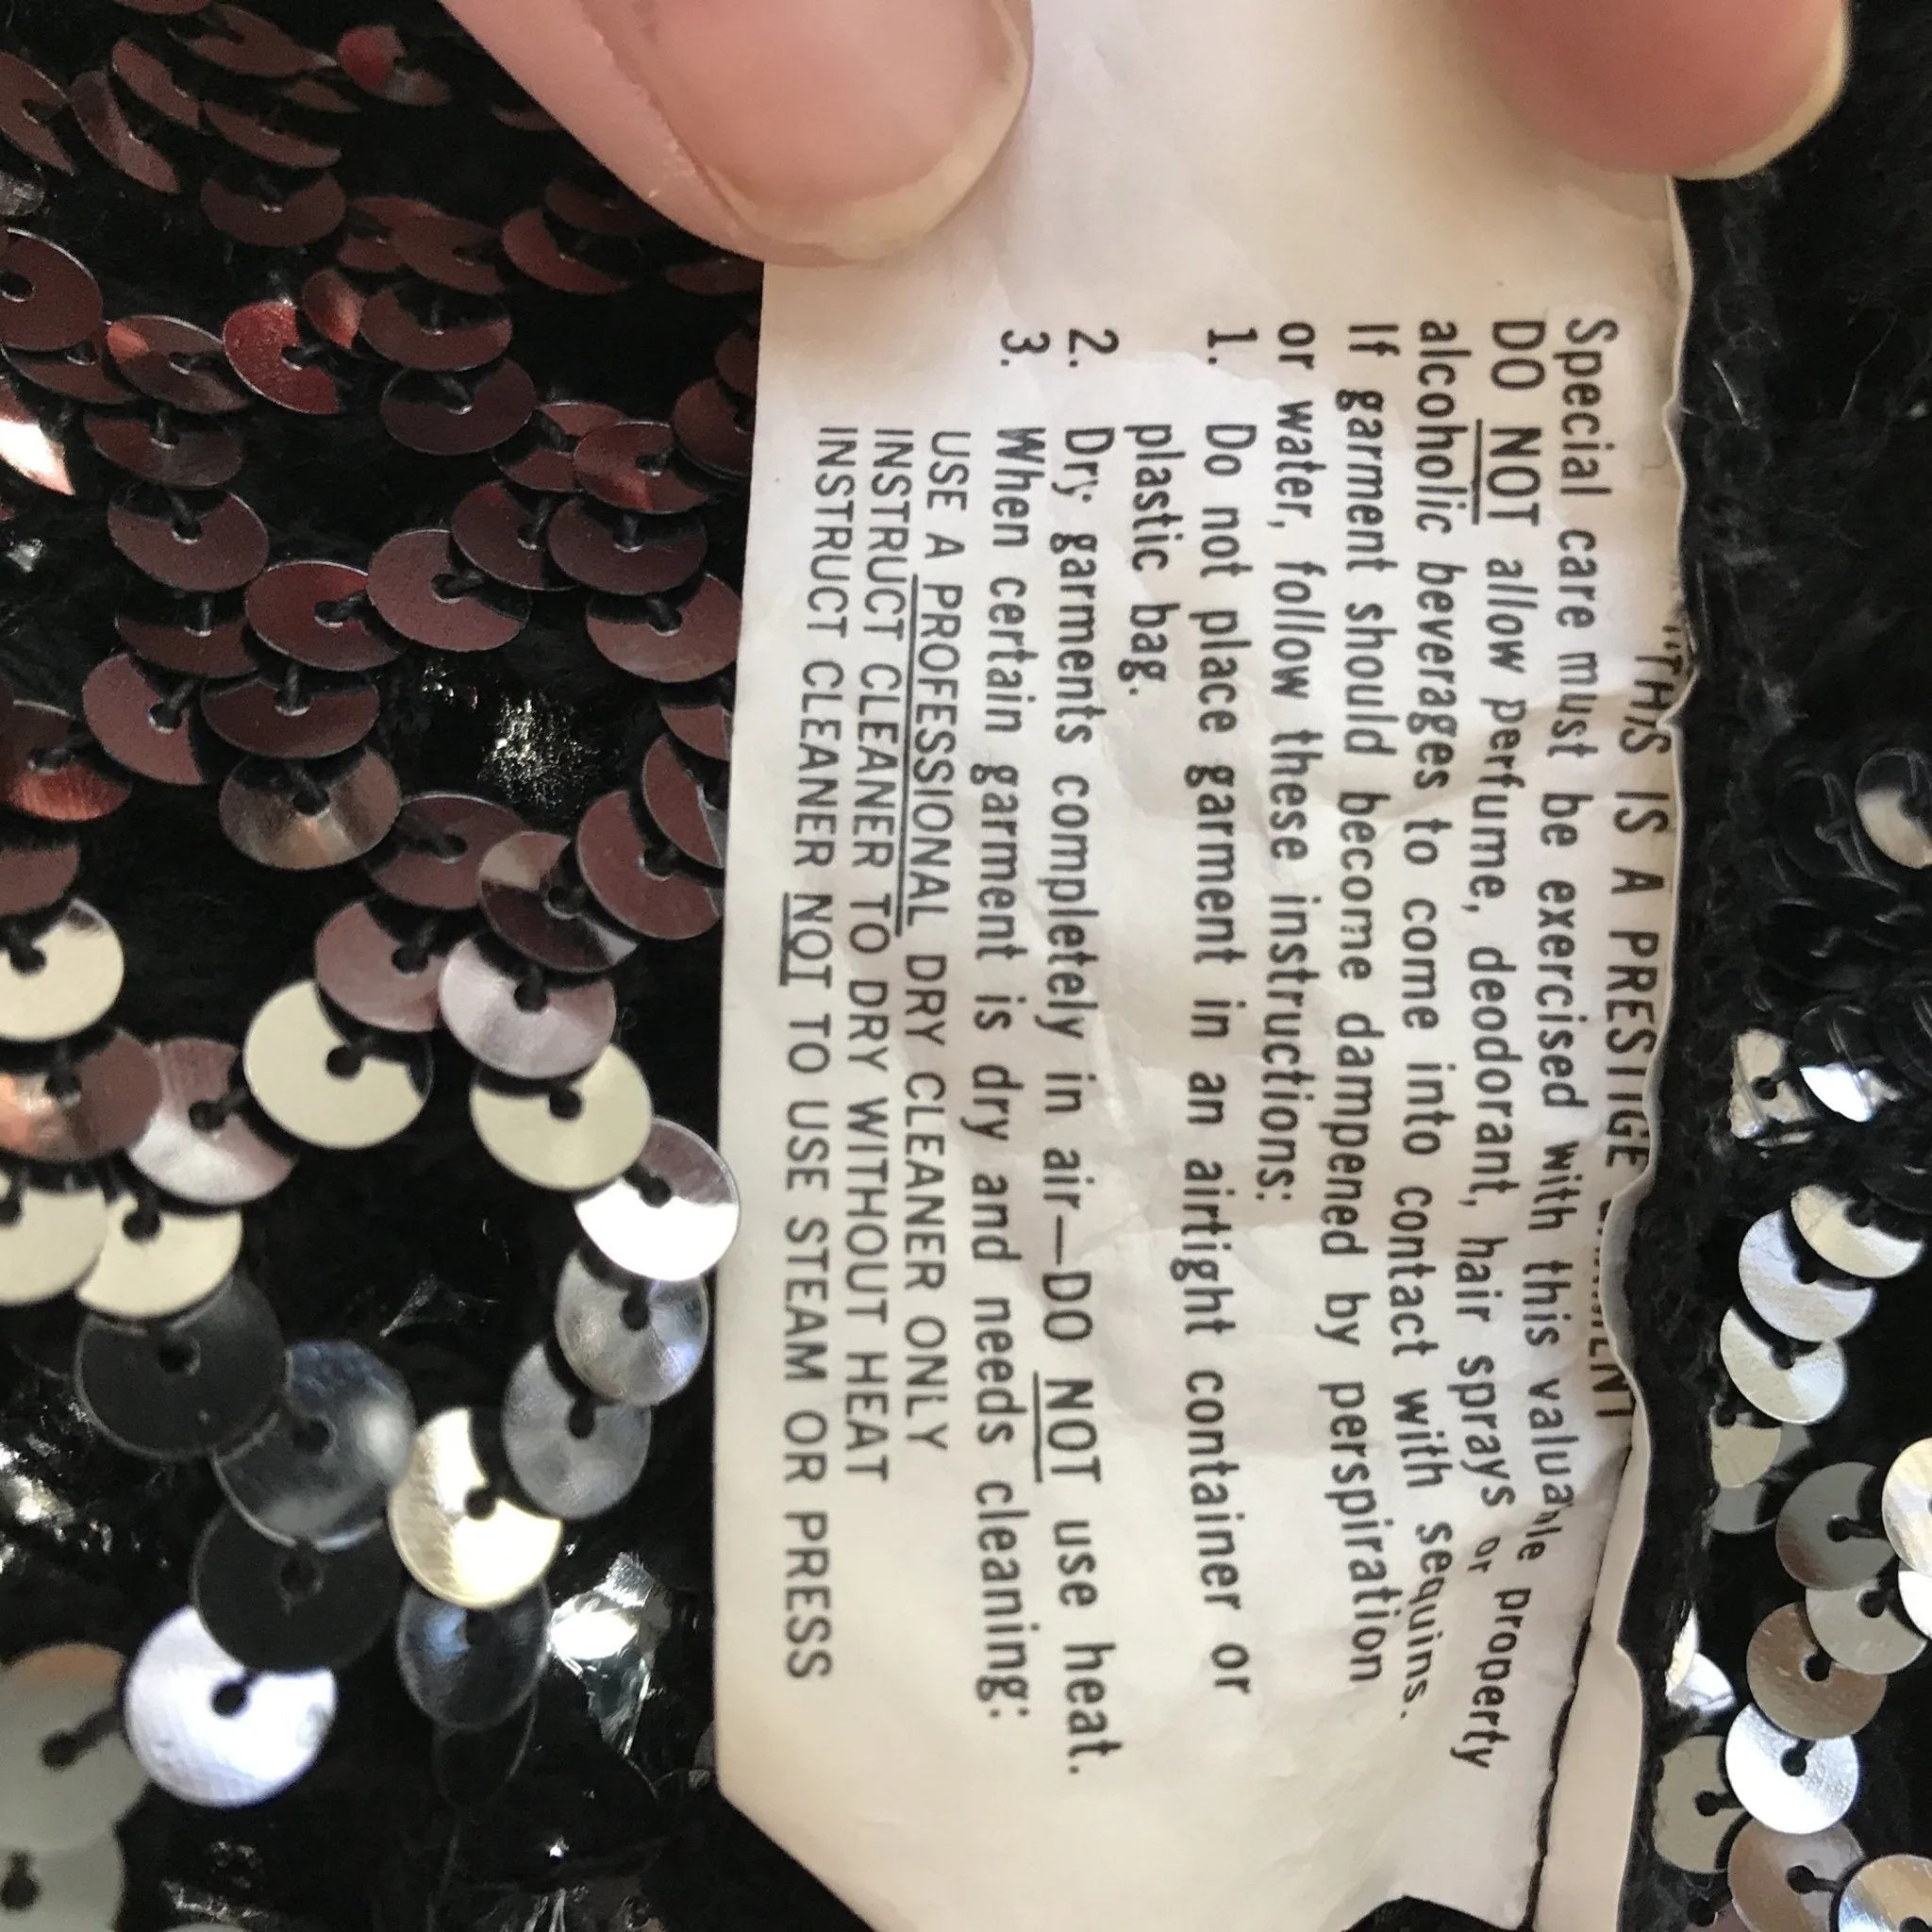 THIS IS A PRESTIGE GARMENT
Special care must be exercised with this valuable property
DO NOT allow perfume, deodorant, hair sprays or
alcoholic beverages to come into contact with sequins.
If garment should become dampened by perspiration
or water, follow these instructions:
1. Do not place garment in an airtight container or
plastic bag.
2. Dry garments completely in air—DO NOT use heat.
3. When certain garment is dry and needs cleaning:
USE A PROFESSIONAL DRY CLEANER ONLY
INSTRUCT CLEANER TO DRY WITHOUT HEAT
INSTRUCT CLEANER NOT TO USE STEAM OR PRESS